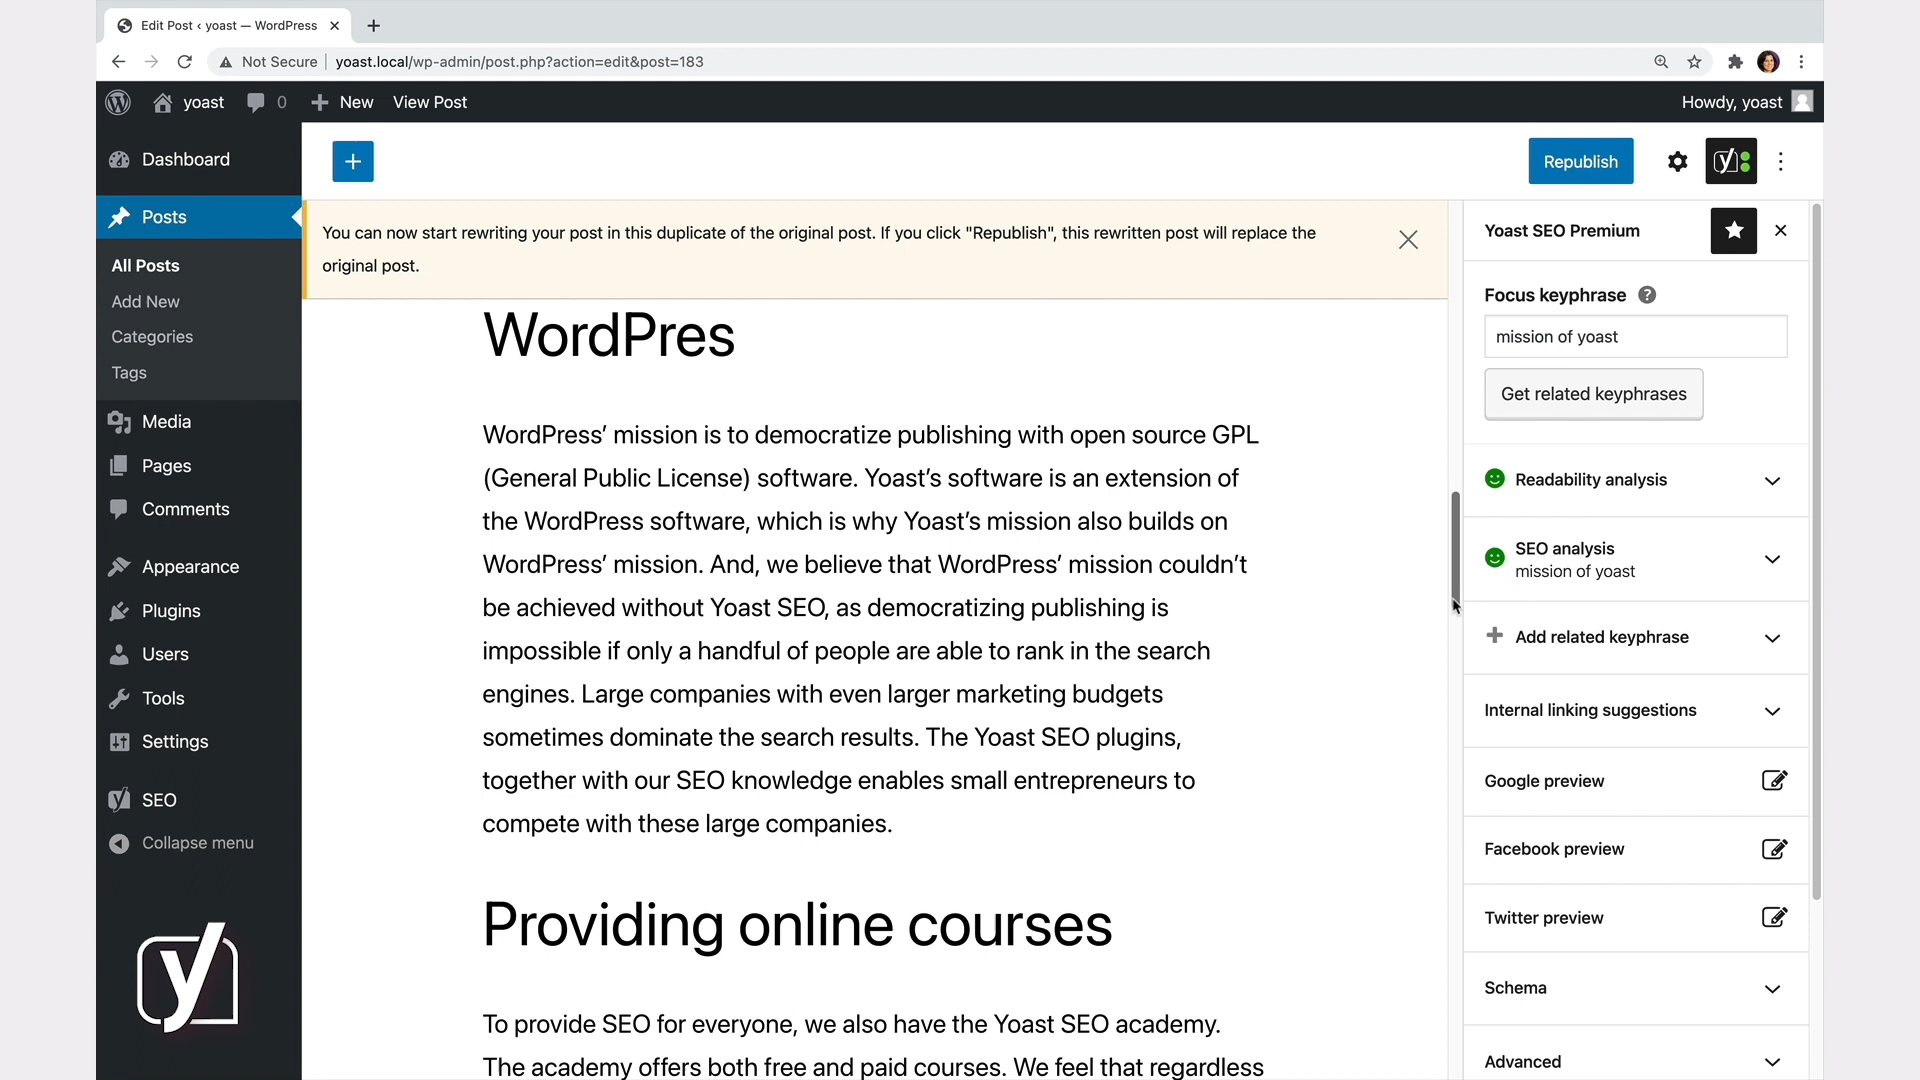 Edit Post ‹ yoast — WordPress
Not Secure
yoast.local/wp-admin/post.php?action=edit&post=183
yoast
0
New
View Post
Howdy, yoast
Dashboard
Posts
All Posts
Add New
Categories
Tags
Media
Pages
Comments
Appearance
Plugins
Users
Tools
Settings
SEO
Collapse menu
y
Republish
You can now start rewriting your post in this duplicate of the original post. If you click "Republish", this rewritten post will replace the
original post.
WordPres
WordPress’ mission is to democratize publishing with open source GPL
(General Public License) software. Yoast’s software is an extension of
the WordPress software, which is why Yoast’s mission also builds on
WordPress’ mission. And, we believe that WordPress’ mission couldn’t
be achieved without Yoast SEO, as democratizing publishing is
impossible if only a handful of people are able to rank in the search
engines. Large companies with even larger marketing budgets
sometimes dominate the search results. The Yoast SEO plugins,
together with our SEO knowledge enables small entrepreneurs to
compete with these large companies.
Providing online courses
To provide SEO for everyone, we also have the Yoast SEO academy.
The academy offers both free and paid courses. We feel that regardless
Yoast SEO Premium
Focus keyphrase
mission of yoast
Get related keyphrases
Readability analysis
SEO analysis
mission of yoast
Add related keyphrase
Internal linking suggestions
Google preview
Facebook preview
Twitter preview
Schema
Advanced